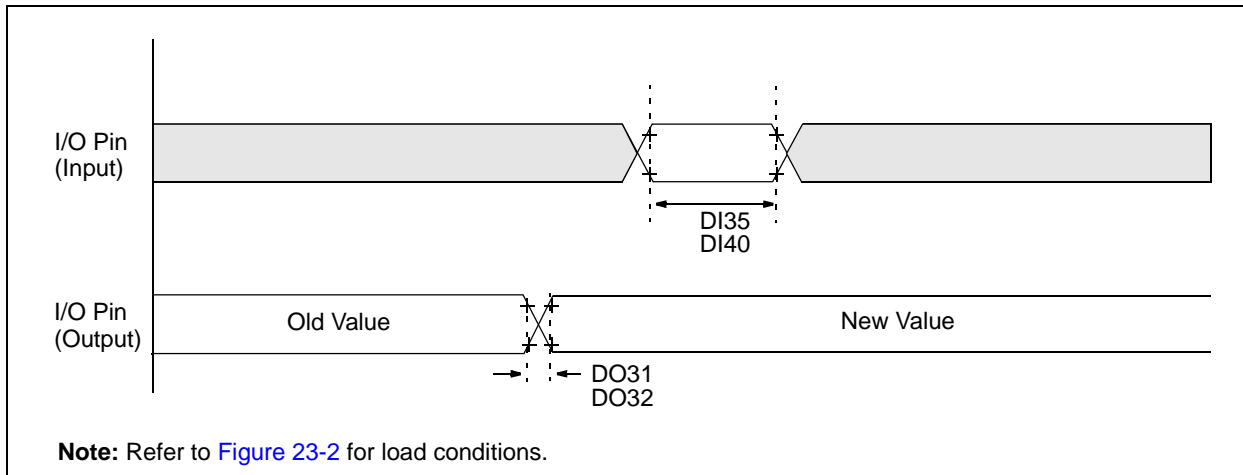 I/O Pin
(Input)
DI35
DI40
I/O Pin
(Output)
Old Value
New Value
DO31
DO32
Note: Refer to Figure 23-2 for load conditions.